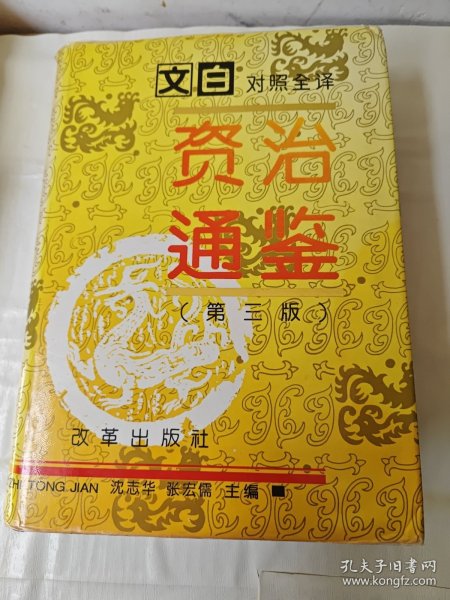 文白 对照全译
资治
通鉴
(第三版)
改革出版社
ZHI TONG JIAN 沈志华 张宏儒 主编
孔夫子旧书网
www.kongfz.com